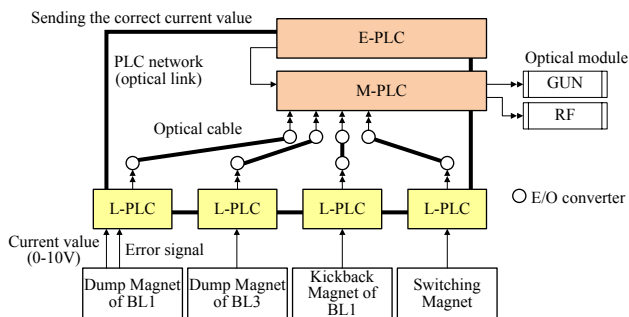 Sending the correct current value
E-PLC
PLC network
(optical link)
Optical module
M-PLC
GUN
RF
Optical cable
E/O converter
L-PLC
L-PLC
L-PLC
L-PLC
Current value
(0-10V)
Error signal
Dump Magnet
of BL1
Dump Magnet
of BL3
Kickback
Magnet of
BL1
Switching
Magnet